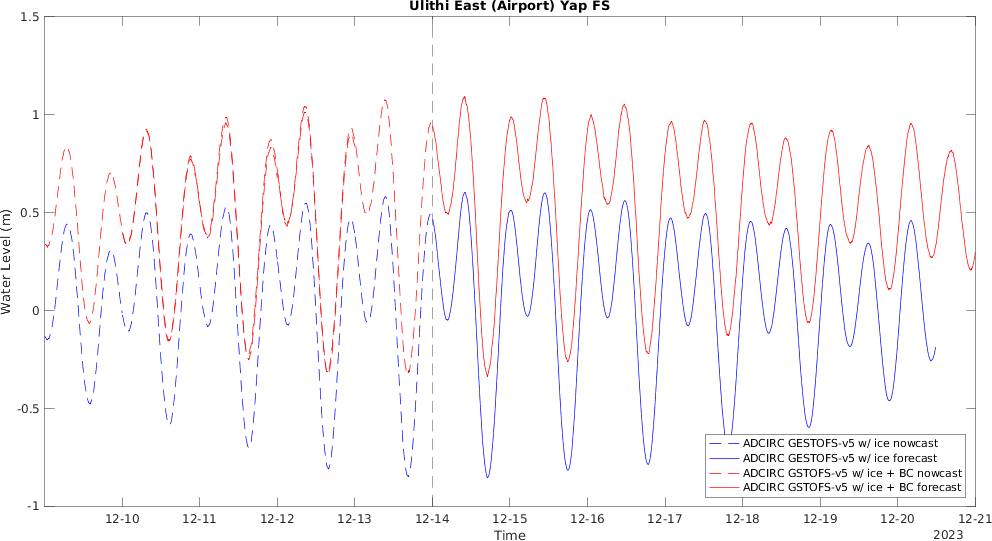 Ulithi East (Airport) Yap FS
Water Level (m)
1.5
1
0.5
0
-0.5
-1
12-10 12-11 12-12 12-13 12-14 12-15 12-16 12-17 12-18 12-19 12-20 12-21
Time
2023
ADCIRC GESTOFS-v5 w/ ice nowcast
ADCIRC GESTOFS-v5 w/ ice forecast
ADCIRC GSTOFS-v5 w/ ice + BC nowcast
ADCIRC GSTOFS-v5 w/ ice + BC forecast